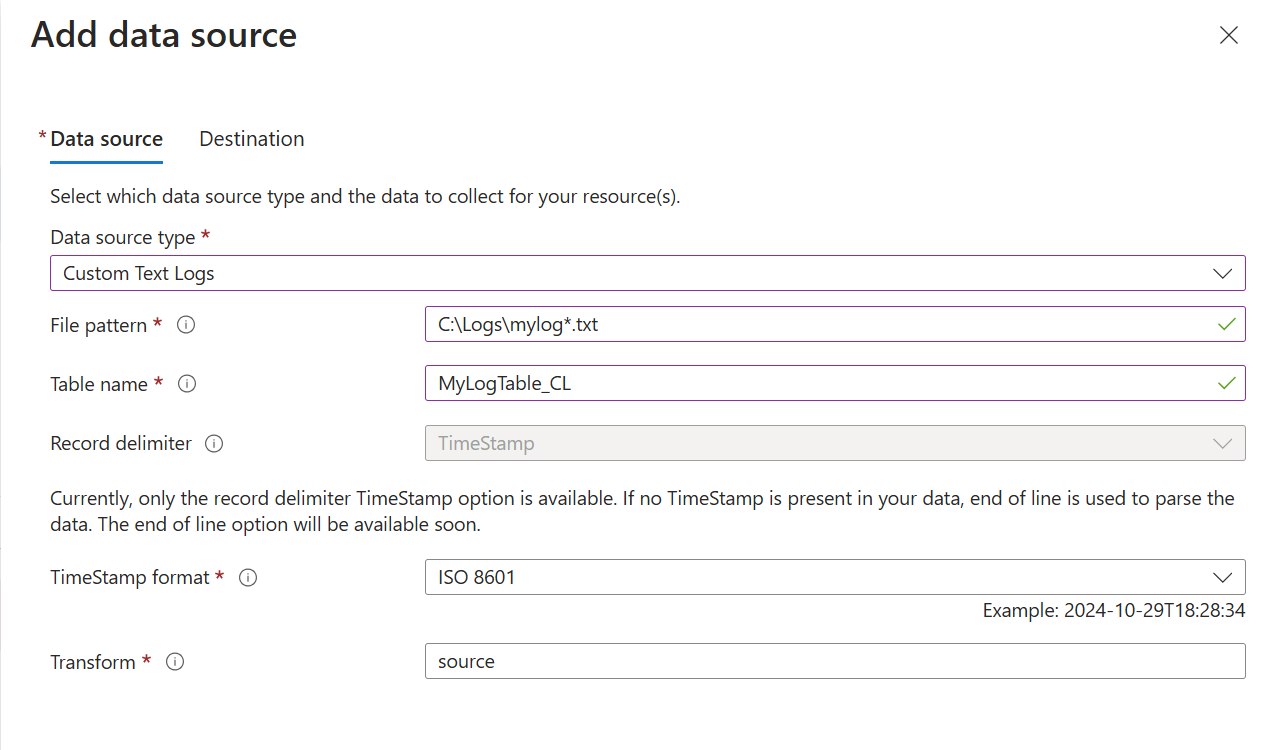 Add data source
* Data source Destination
Select which data source type and the data to collect for your resource(s).
Data source type *
Custom Text Logs
File pattern * C:\Logs\mylog*.txt
Table name * MyLogTable_CL
Record delimiter TimeStamp
Currently, only the record delimiter TimeStamp option is available. If no TimeStamp is present in your data, end of line is used to parse the
data. The end of line option will be available soon.
TimeStamp format * ISO 8601
Example: 2024-10-29T18:28:34
Transform * source